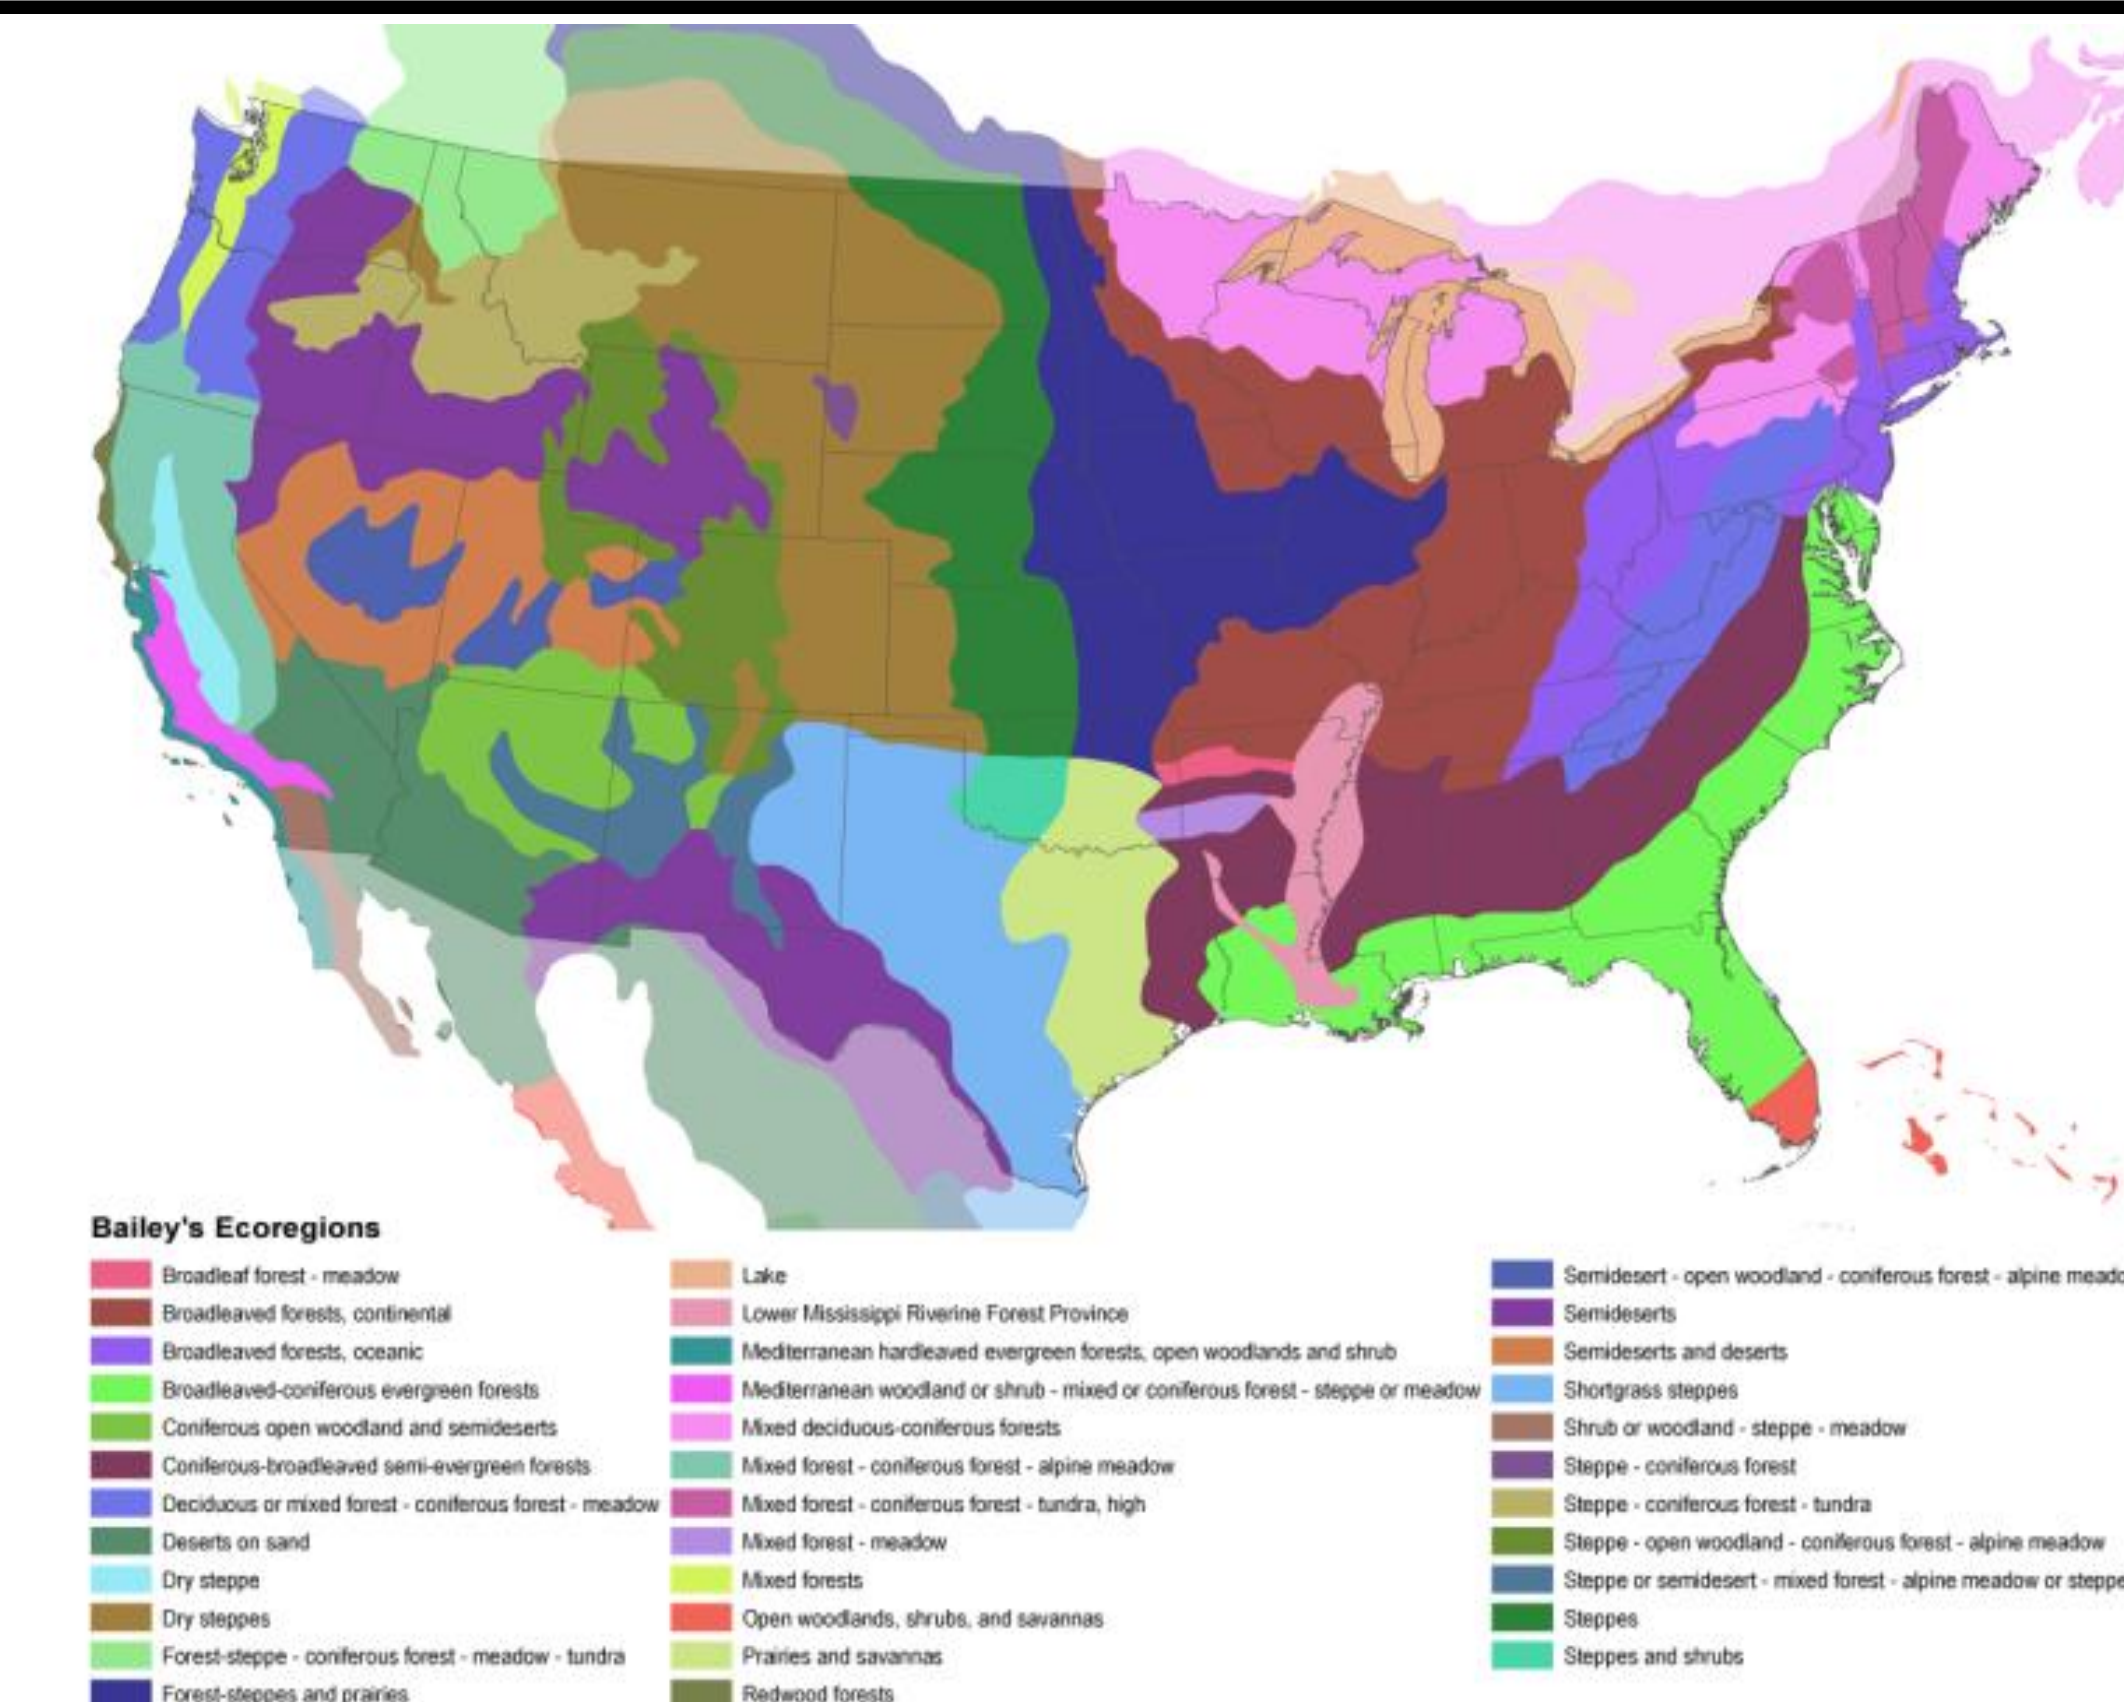 Bailey's Ecoregions
Broadleaf forest - meadow
Broadleaved forests, continental
Broadleaved forests, oceanic
Broadleaved-coniferous evergreen forests
Coniferous open woodland and semideserts
Coniferous-broadleaved semi-evergreen forests
Deciduous or mixed forest - coniferous forest - meadow
Deserts on sand
Dry steppe
Dry steppes
Forest-steppe - coniferous forest - meadow - tundra
Forest-steppes and prairies
Lake
Lower Mississippi Riverine Forest Province
Mediterranean hardleaved evergreen forests, open woodlands and shrub
Mediterranean woodland or shrub - mixed or coniferous forest - steppe or meadow
Mixed deciduous-coniferous forests
Mixed forest - coniferous forest - alpine meadow
Mixed forest - coniferous forest - tundra, high
Mixed forest - meadow
Mixed forests
Open woodlands, shrubs, and savannas
Prairies and savannas
Redwood forests
Semidesert - open woodland - coniferous forest - alpine
Semideserts
Semideserts and deserts
Shortgrass steppes
Shrub or woodland - steppe - meadow
Steppe - coniferous forest
Steppe - coniferous forest - tundra
Steppe - open woodland - coniferous forest - alpine meadow
Steppe or semidesert - mixed forest - alpine meadow or steppe
Steppes
Steppes and shrubs